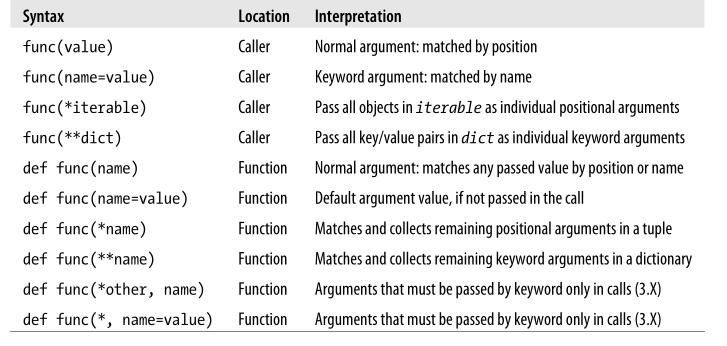 Syntax Location Interpretation
func(value) Caller Normal argument: matched by position
func(name=value) Caller Keyword argument: matched by name
func(*iterable) Caller Pass all objects in iterable as individual positional arguments
func(**dict) Caller Pass all key/value pairs in dict as individual keyword arguments
def func(name) Function Normal argument: matches any passed value by position or name
def func(name=value) Function Default argument value, if not passed in the call
def func(*name) Function Matches and collects remaining positional arguments in a tuple
def func(**name) Function Matches and collects remaining keyword arguments in a dictionary
def func(*other, name) Function Arguments that must be passed by keyword only in calls (3.X)
def func(*, name=value) Function Arguments that must be passed by keyword only in calls (3.X)